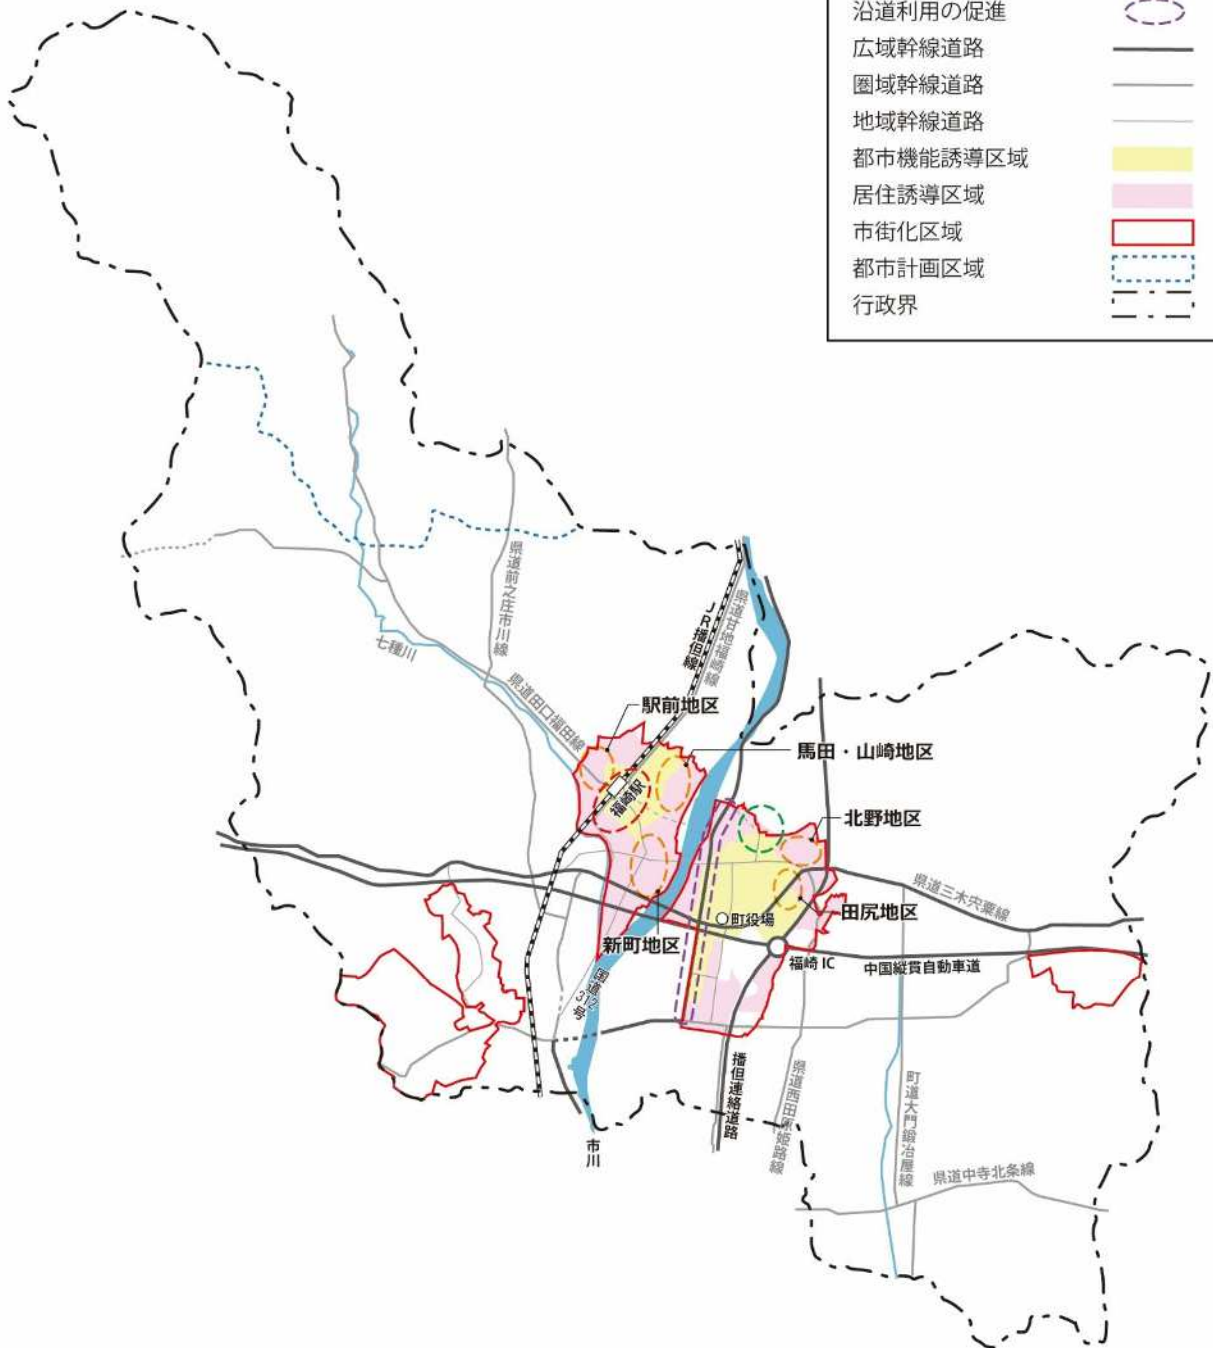 沿道利用の促進
広域幹線道路
圏域幹線道路
地域幹線道路
都市機能誘導区域
居住誘導区域
市街化区域
都市計画区域
行政界
県道前之庄市川線
JR播但線
県道甘地福崎線
七種川
県道田口福田線
駅前地区
馬田・山崎地区
福崎駅
北野地区
県道三木宍粟線
町役場
田尻地区
新町地区
福崎IC
中国縦貫自動車道
国道312号
播但連絡道路
県道西田原姫路線
町道大門鍛冶屋線
市川
県道中寺北条線